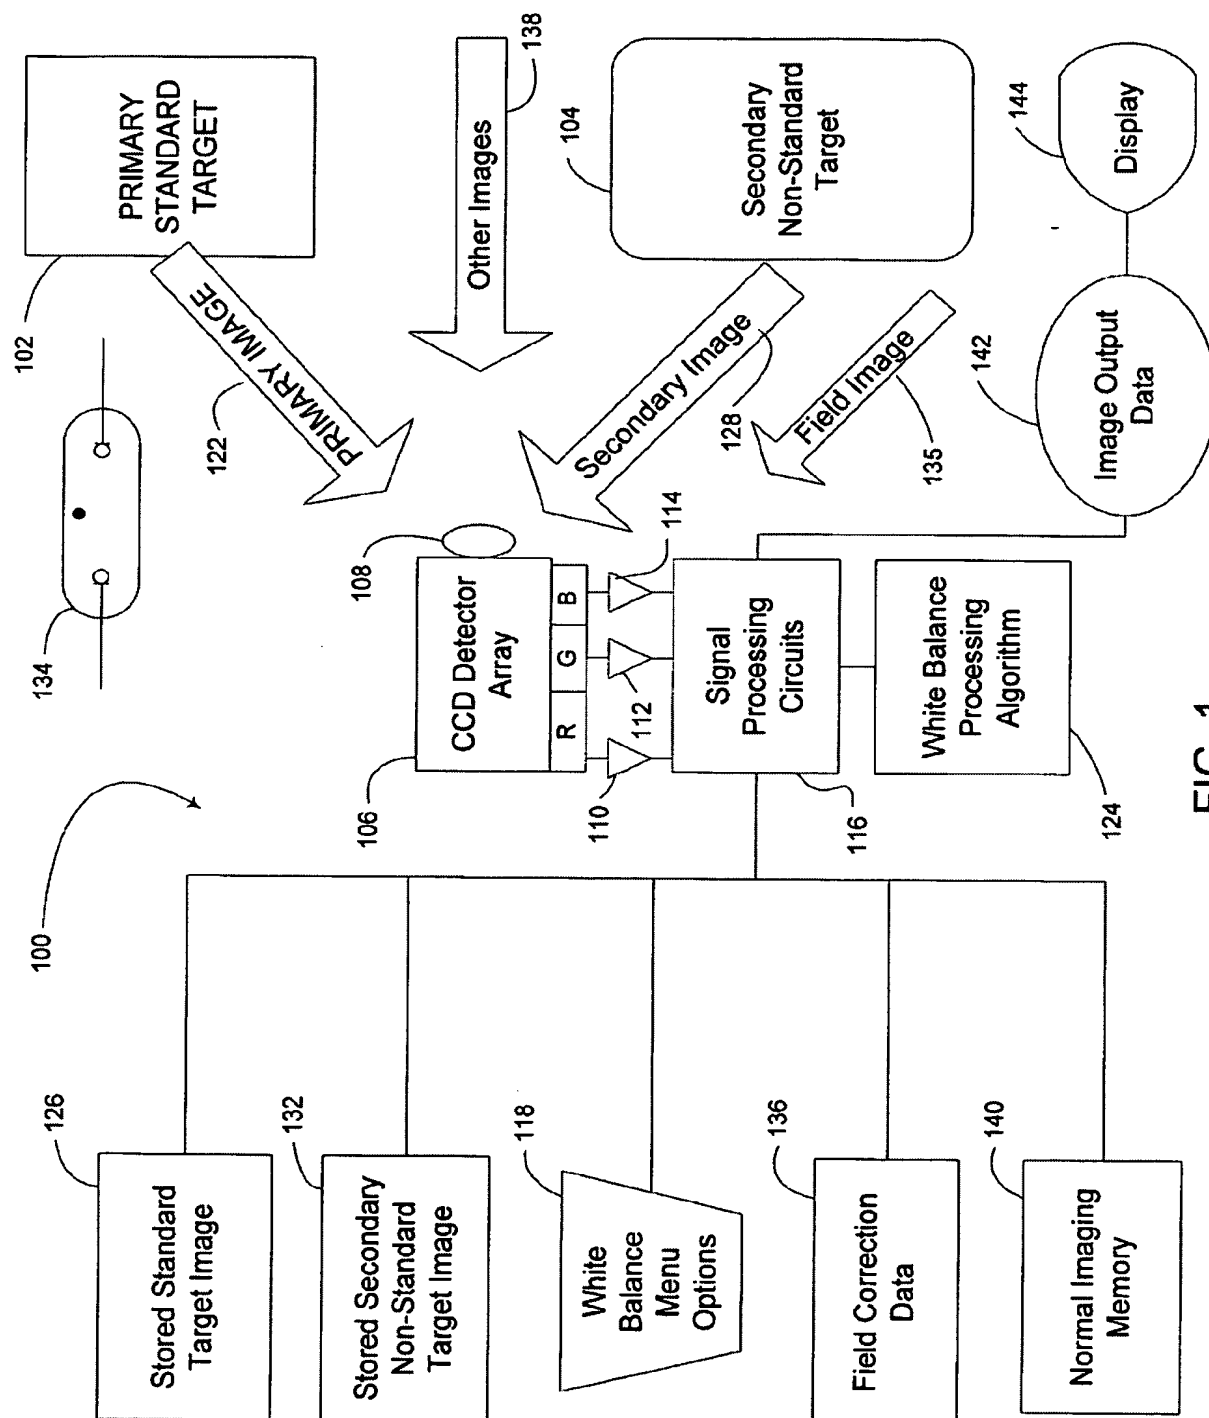 100
126
Stored Standard
Target Image
132
Stored Secondary
Non-Standard
Target Image
118
White
Balance
Menu
Options
136
Field Correction
Data
140
Normal Imaging
Memory
134
102
PRIMARY
STANDARD
TARGET
122
PRIMARY IMAGE
138
Other Images
106
108
CCD Detector
Array
R
G
B
110
112
114
Signal
Processing
Circuits
116
White Balance
Processing
Algorithm
124
104
Secondary
Non-Standard
Target
Secondary Image
128
Field Image
135
142
Image Output
Data
144
Display
FIG. 1